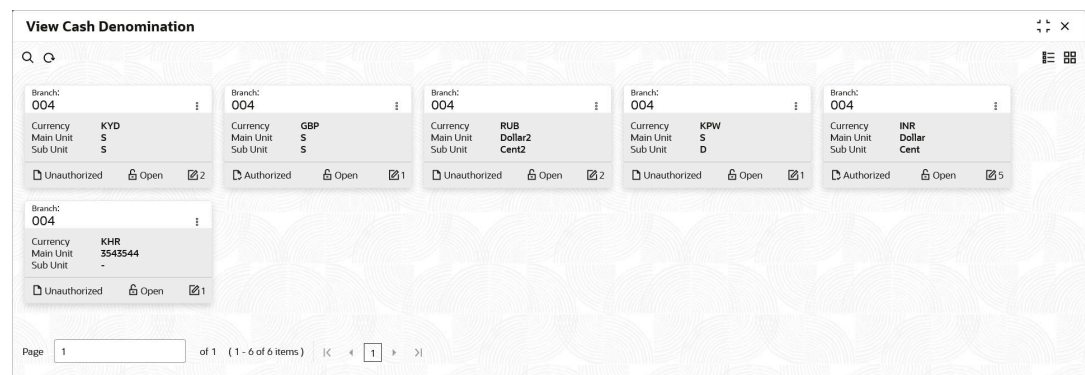 View Cash Denomination
Branch: Branch: Branch: Branch: Branch:
004 004 004 004 004
Currency KYD Currency GBP Currency RUB Currency KPW Currency INR
Main Unit S Main Unit S Main Unit Dollar2 Main Unit S Main Unit Dollar
Sub Unit S Sub Unit S Sub Unit Cent2 Sub Unit D Sub Unit Cent
Unauthorized Open 2 Authorized Open 1 Unauthorized Open 2 Unauthorized Open 1 Authorized Open 5
Branch:
004
Currency KHR
Main Unit 3543544
Sub Unit -
Unauthorized Open 1
Page 1 of 1 ( 1 - 6 of 6 items ) 1